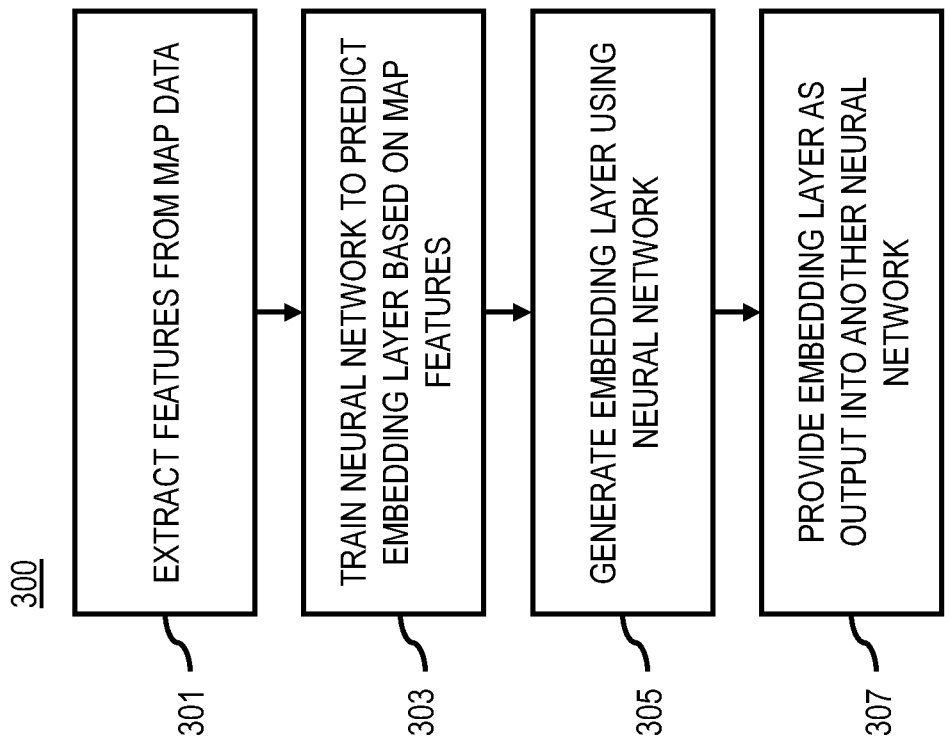 300
301
EXTRACT FEATURES FROM MAP DATA
303
TRAIN NEURAL NETWORK TO PREDICT
EMBEDDING LAYER BASED ON MAP
FEATURES
305
GENERATE EMBEDDING LAYER USING
NEURAL NETWORK
307
PROVIDE EMBEDDING LAYER AS
OUTPUT INTO ANOTHER NEURAL
NETWORK